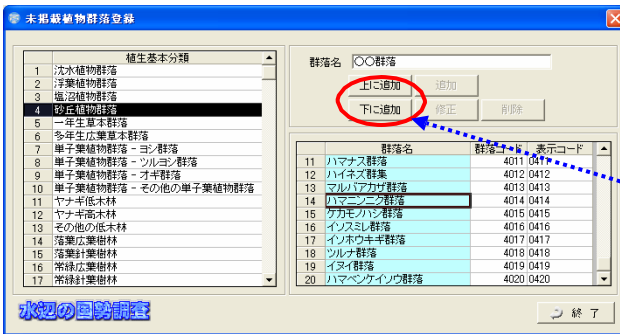 未掲載植物群落登録
植生基本分類
1 沈水植物群落
2 浮葉植物群落
3 塩沼植物群落
4 砂丘植物群落
5 一年生草本群落
6 多年生広葉草本群落
7 単子葉植物群落 - ヨシ群落
8 単子葉植物群落 - ツルヨシ群落
9 単子葉植物群落 - オギ群落
10 単子葉植物群落 - その他の単子葉植物群落
11 ヤナギ低木林
12 ヤナギ高木林
13 その他の低木林
14 落葉広葉樹林
15 落葉針葉樹林
16 常緑広葉樹林
17 常緑針葉樹林
群落名 〇〇群落
上に追加 追加
下に追加 修正 削除
群落名 群落コード 表示コード
11 ハマナス群落 4011 0411
12 ハイネズ群集 4012 0412
13 マルバアカザ群落 4013 0413
14 ハマニンニク群落 4014 0414
15 ケカモノハシ群落 4015 0415
16 イソスミレ群落 4016 0416
17 イソホウキギ群落 4017 0417
18 ツルナ群落 4018 0418
19 イヌイ群落 4019 0419
20 ハマベンケイソウ群落 4020 0420
水辺の国勢調査
終 了